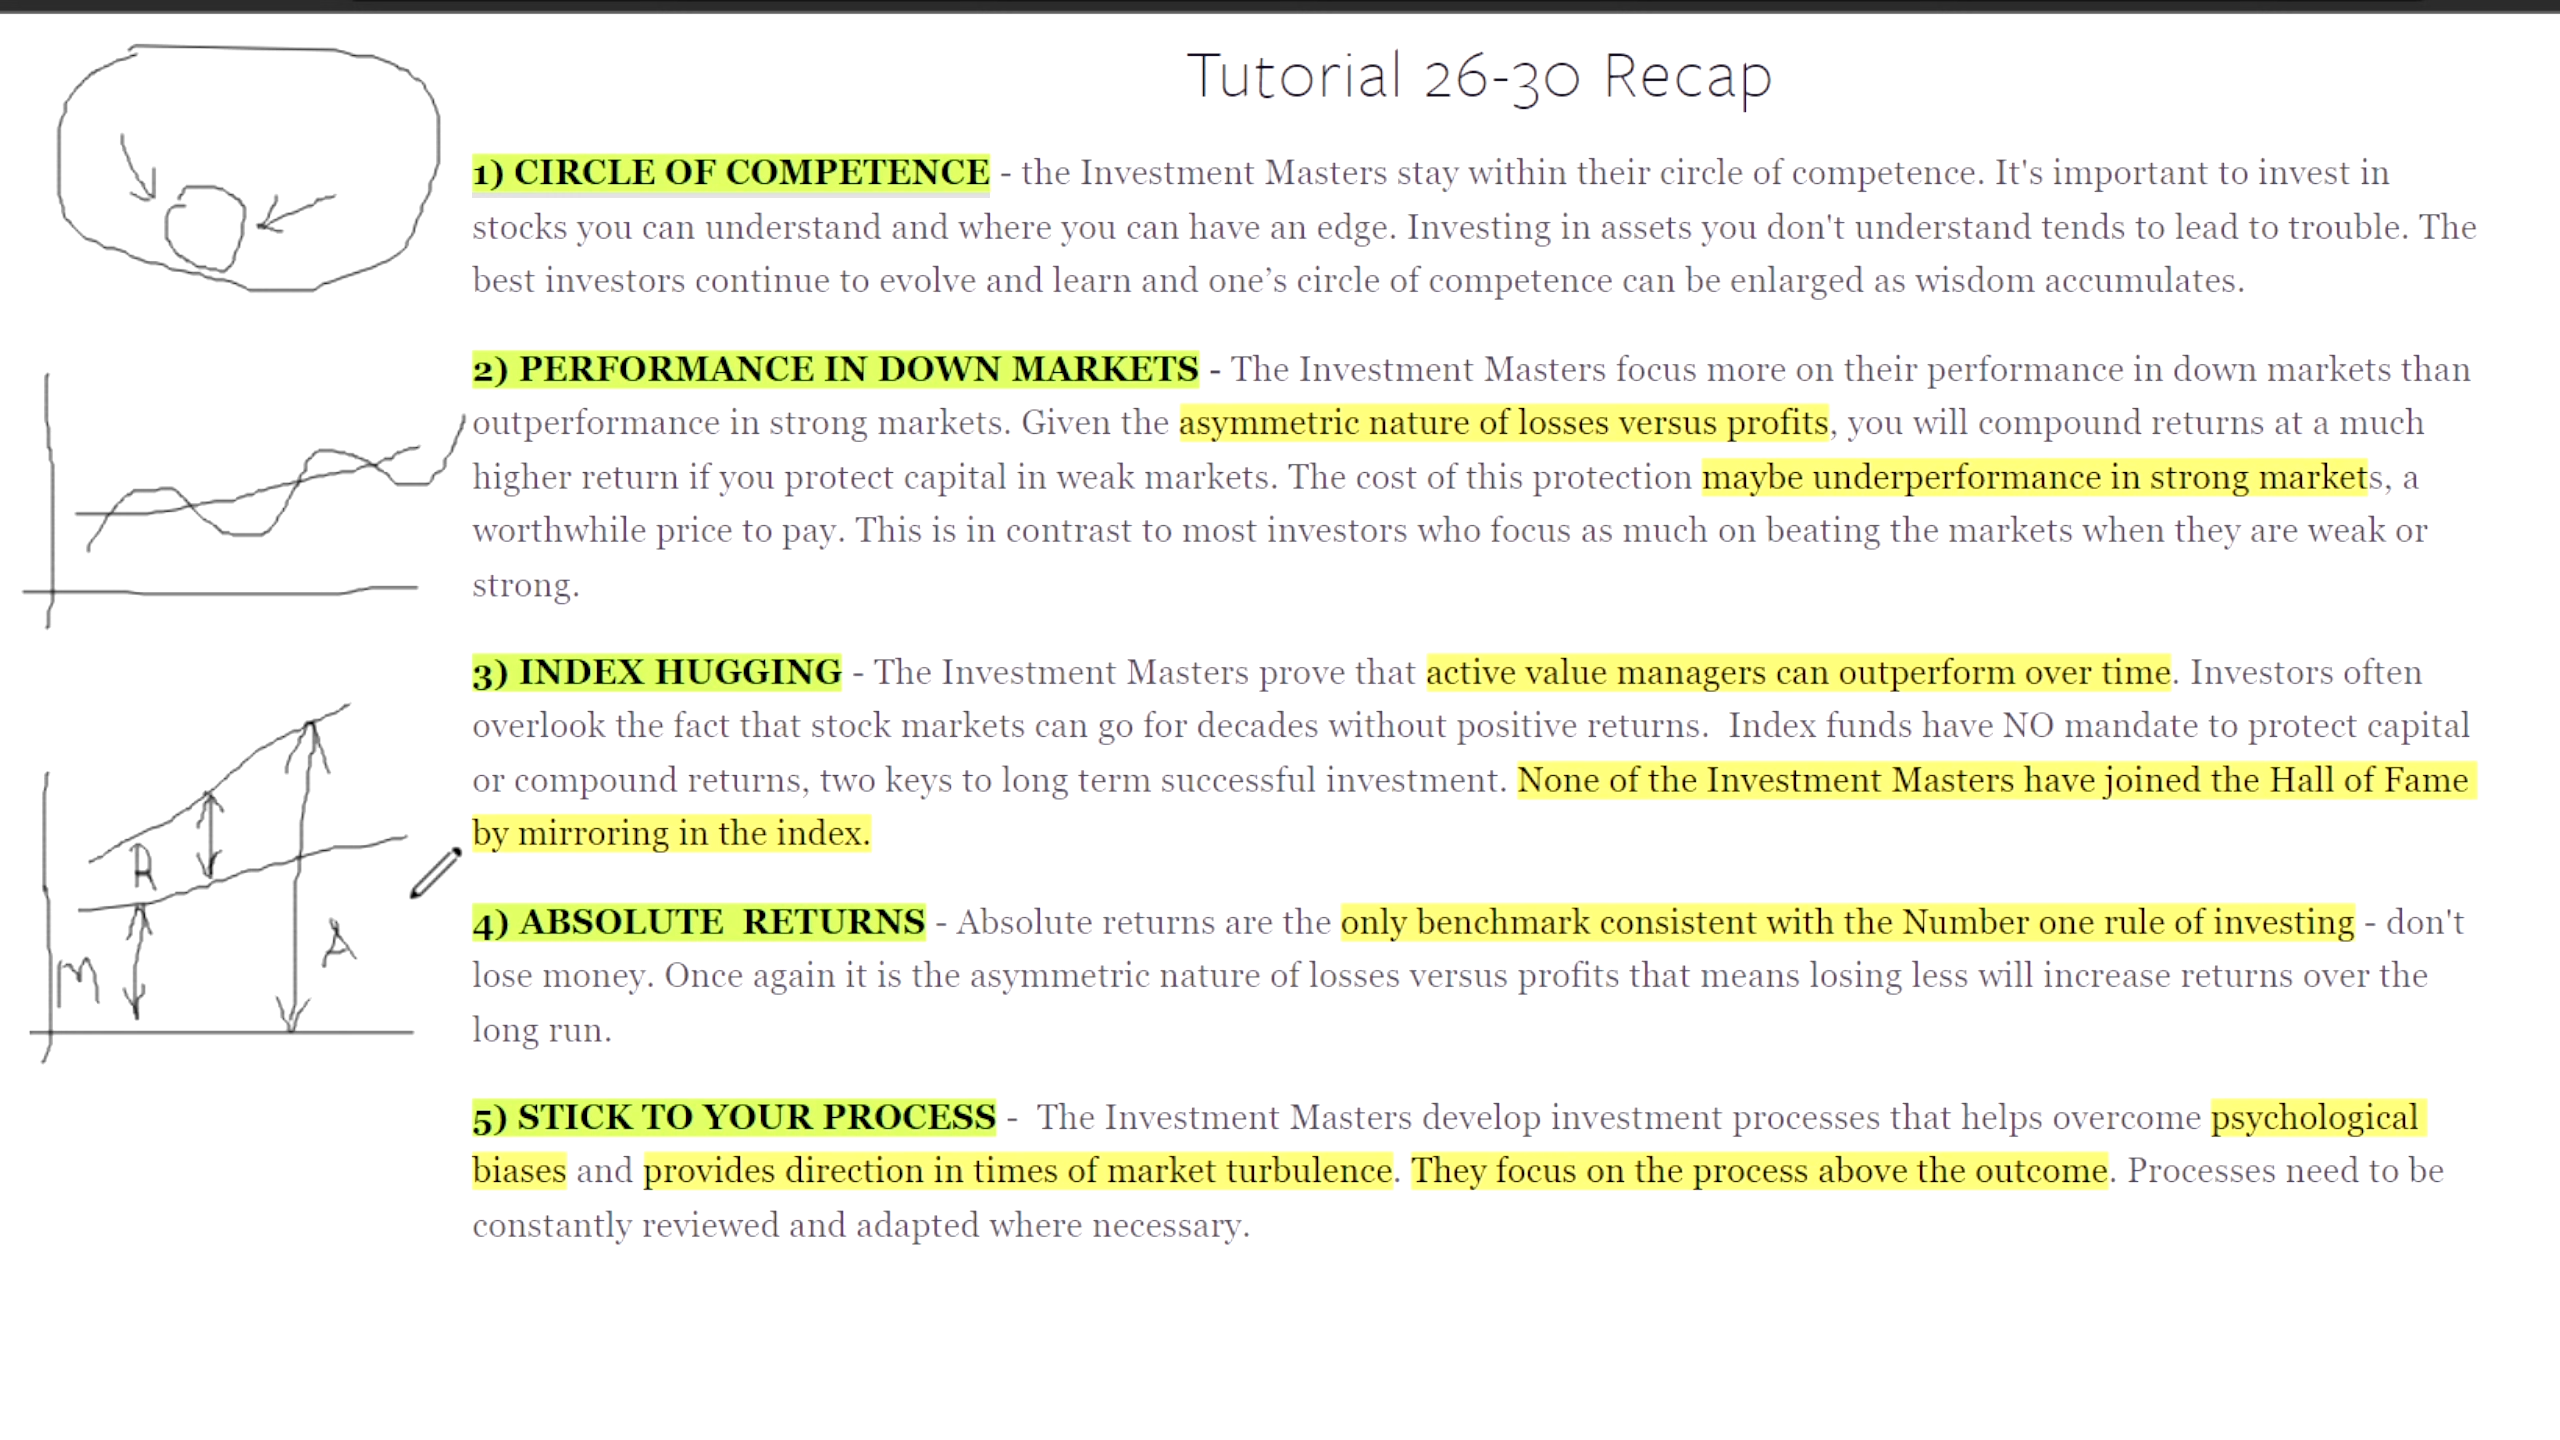 Tutorial 26-30 Recap
1) CIRCLE OF COMPETENCE - the Investment Masters stay within their circle of competence. It's important to invest in
stocks you can understand and where you can have an edge. Investing in assets you don't understand tends to lead to trouble. The
best investors continue to evolve and learn and one’s circle of competence can be enlarged as wisdom accumulates.
2) PERFORMANCE IN DOWN MARKETS - The Investment Masters focus more on their performance in down markets than
outperformance in strong markets. Given the asymmetric nature of losses versus profits, you will compound returns at a much
higher return if you protect capital in weak markets. The cost of this protection maybe underperformance in strong markets, a
worthwhile price to pay. This is in contrast to most investors who focus as much on beating the markets when they are weak or
strong.
3) INDEX HUGGING - The Investment Masters prove that active value managers can outperform over time. Investors often
overlook the fact that stock markets can go for decades without positive returns.  Index funds have NO mandate to protect capital
or compound returns, two keys to long term successful investment. None of the Investment Masters have joined the Hall of Fame
by mirroring in the index.
R
M
A
4) ABSOLUTE  RETURNS - Absolute returns are the only benchmark consistent with the Number one rule of investing - don't
lose money. Once again it is the asymmetric nature of losses versus profits that means losing less will increase returns over the
long run.
5) STICK TO YOUR PROCESS -  The Investment Masters develop investment processes that helps overcome psychological
biases and provides direction in times of market turbulence. They focus on the process above the outcome. Processes need to be
constantly reviewed and adapted where necessary.